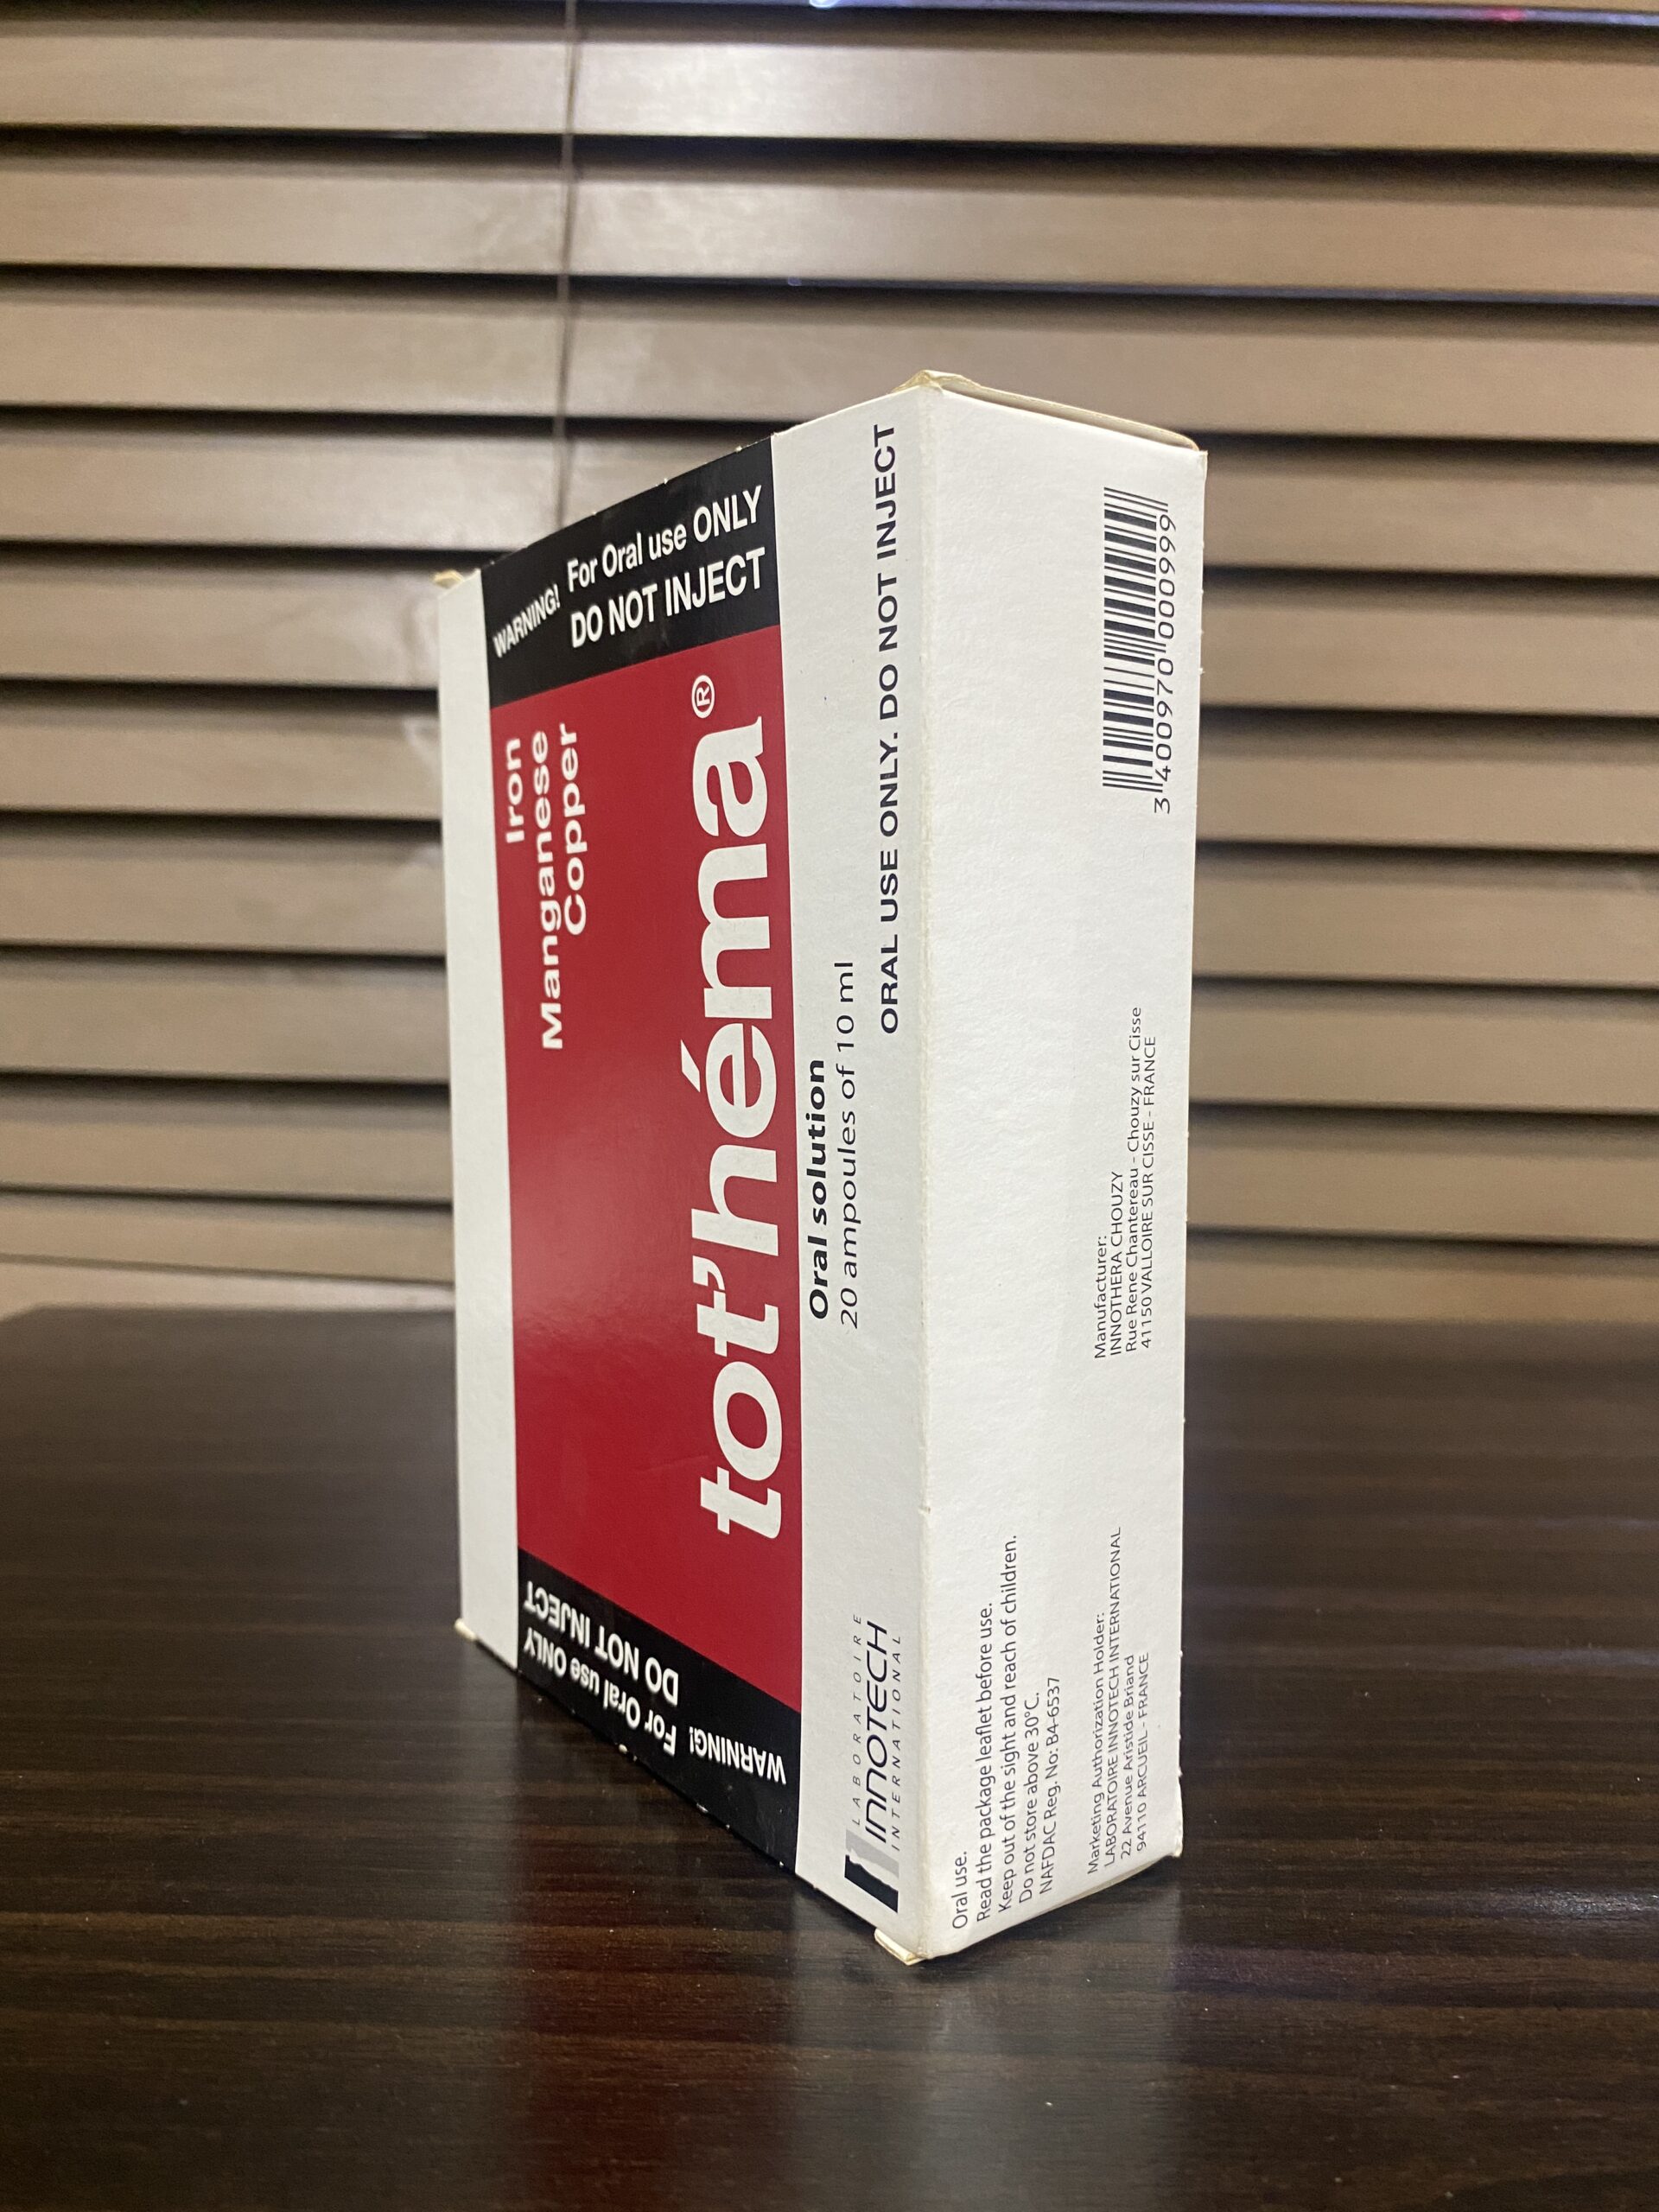 WARNING! For Oral use ONLY
DO NOT INJECT
Iron
Manganese
Copper
tot'héma®
WARNING! For Oral use ONLY
DO NOT INJECT
Oral solution
20 ampoules of 10 ml
ORAL USE ONLY. DO NOT INJECT
LABORATOIRE
INNOTECH
INTERNATIONAL
Oral use.
Read the package leaflet before use.
Keep out of the sight and reach of children.
Do not store above 30°C.
NAFDAC Reg. No: B4-6537
Marketing Authorization Holder:
LABORATOIRE INNOTECH INTERNATIONAL
22 Avenue Aristide Briand
94110 ARCUEIL - FRANCE
Manufacturer:
INNOTHERA CHOUZY
Rue Rene Chantereau - Chouzy sur Cisse
41150 VALLOIRE SUR CISSE - FRANCE
3 400970 000999